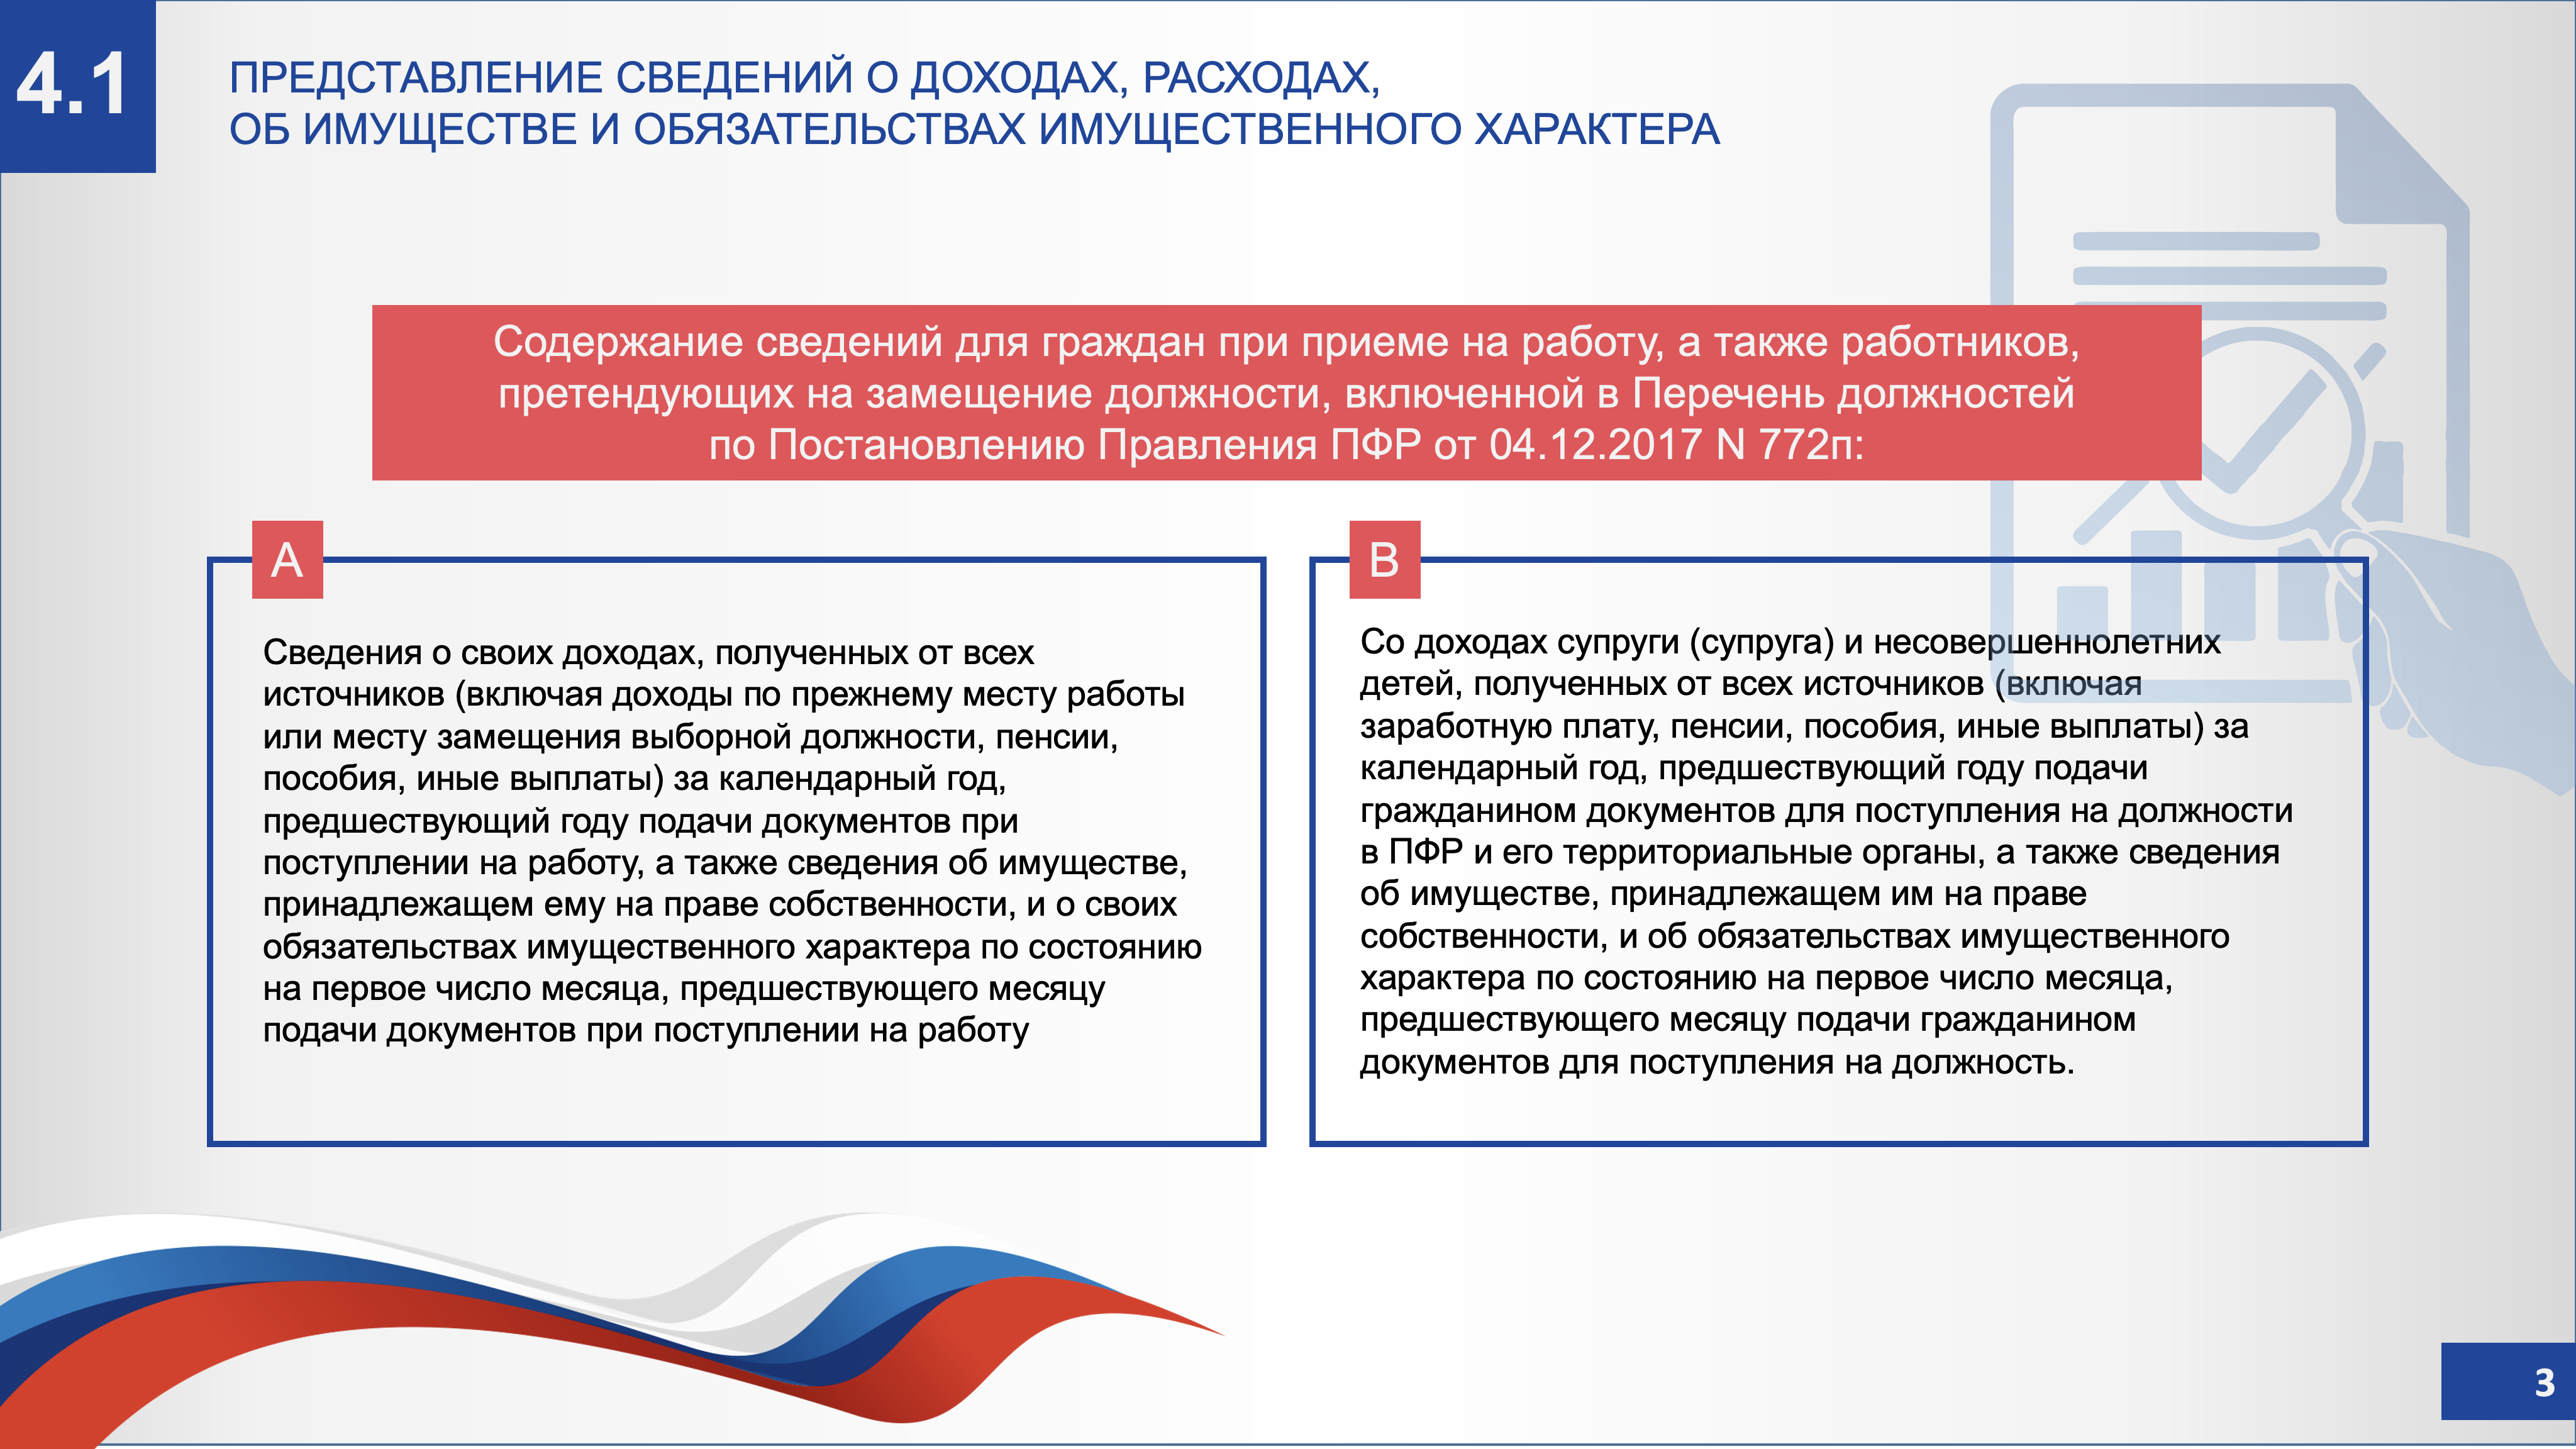 4.1
ПРЕДСТАВЛЕНИЕ СВЕДЕНИЙ О ДОХОДАХ, РАСХОДАХ,
ОБ ИМУЩЕСТВЕ И ОБЯЗАТЕЛЬСТВАХ ИМУЩЕСТВЕННОГО ХАРАКТЕРА
Содержание сведений для граждан при приеме на работу, а также работников,
претендующих на замещение должности, включенной в Перечень должностей
по Постановлению Правления ПФР от 04.12.2017 N 772п:
А
Сведения о своих доходах, полученных от всех
источников (включая доходы по прежнему месту работы
или месту замещения выборной должности, пенсии,
пособия, иные выплаты) за календарный год,
предшествующий году подачи документов при
поступлении на работу, а также сведения об имуществе,
принадлежащем ему на праве собственности, и о своих
обязательствах имущественного характера по состоянию
на первое число месяца, предшествующего месяцу
подачи документов при поступлении на работу
В
Со доходах супруги (супруга) и несовершеннолетних
детей, полученных от всех источников (включая
заработную плату, пенсии, пособия, иные выплаты) за
календарный год, предшествующий году подачи
гражданином документов для поступления на должности
в ПФР и его территориальные органы, а также сведения
об имуществе, принадлежащем им на праве
собственности, и об обязательствах имущественного
характера по состоянию на первое число месяца,
предшествующего месяцу подачи гражданином
документов для поступления на должность.
3